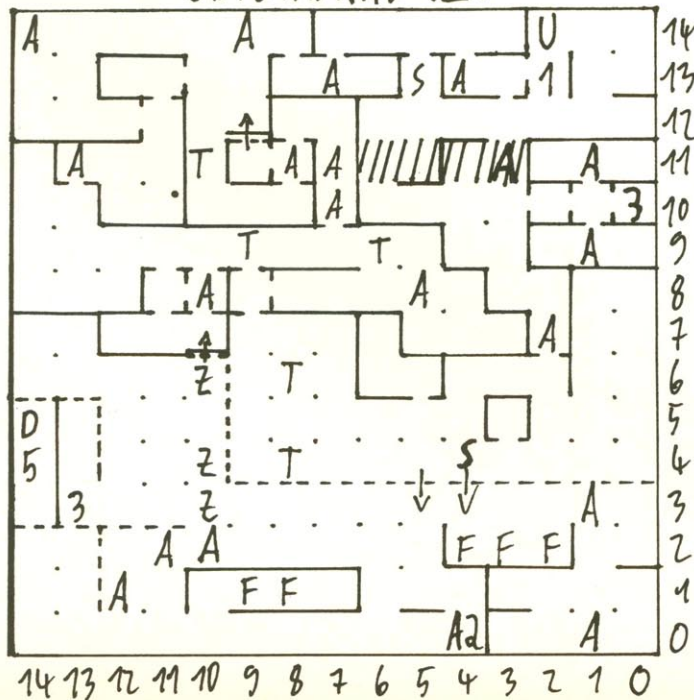 A A U 14
A S A 1 13
12
A T A A A A 11
A 3 10
T T A 9
A A 8
A 7
Z T 6
D 5
5 Z T S 4
3 Z A 3
A A F F F 2
A F F 1
A2 A 0
14 13 12 11 10 9 8 7 6 5 4 3 2 1 0